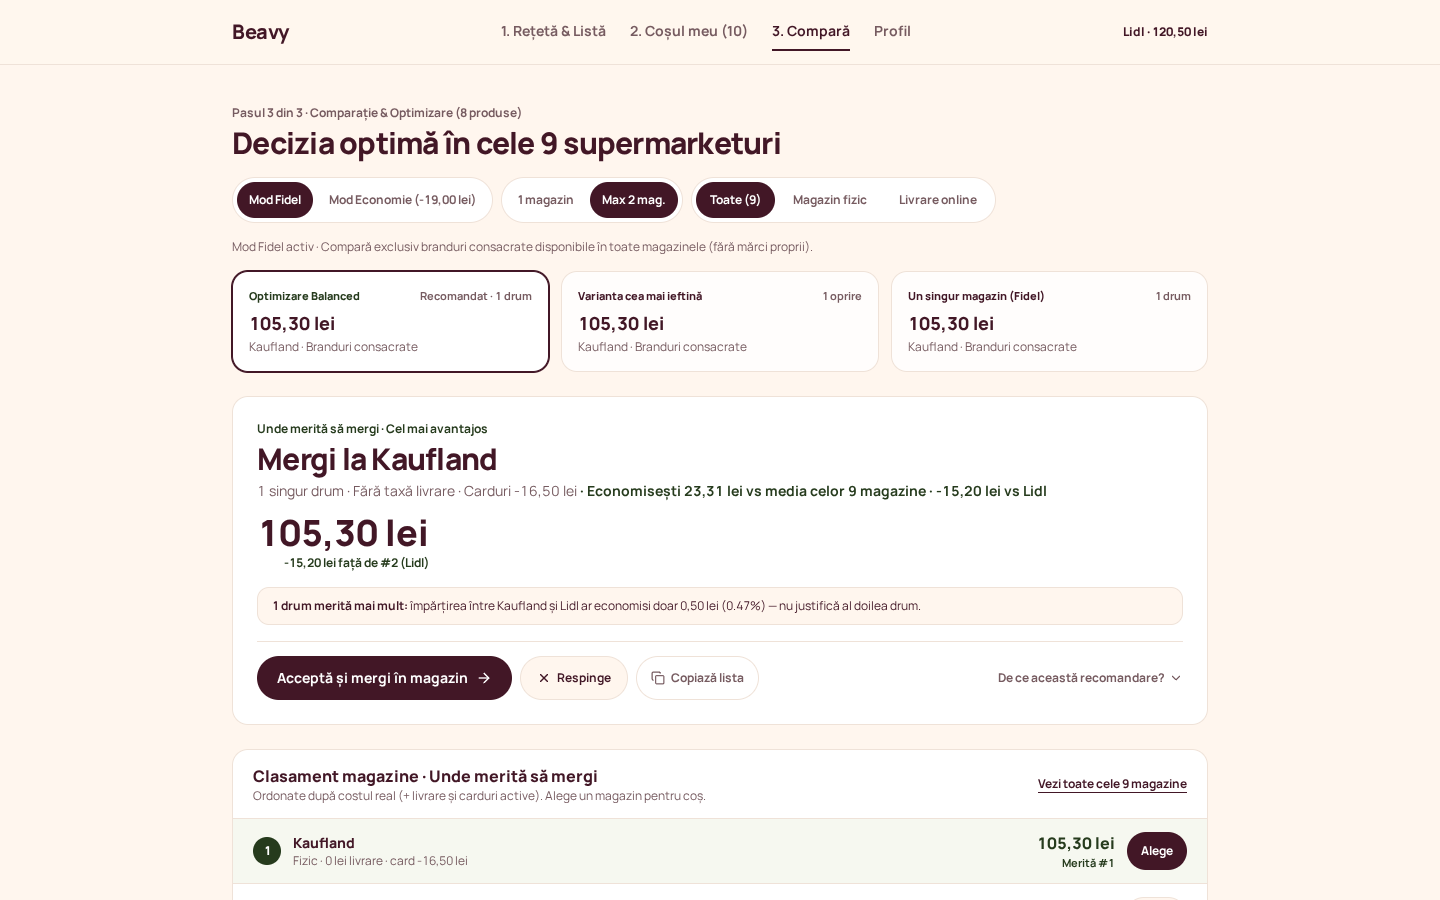 Beavy
1. Rețetă & Listă
2. Coșul meu (10)
3. Compară
Profil
Lidl · 120,50 lei
Pasul 3 din 3 · Comparație & Optimizare (8 produse)
Decizia optimă în cele 9 supermarketuri
Mod Fidel
Mod Economie (-19,00 lei)
1 magazin
Max 2 mag.
Toate (9)
Magazin fizic
Livrare online
Mod Fidel activ · Compară exclusiv branduri consacrate disponibile în toate magazinele (fără mărci proprii).
Optimizare Balanced
Recomandat · 1 drum
105,30 lei
Kaufland · Branduri consacrate
Varianta cea mai ieftină
1 oprire
105,30 lei
Kaufland · Branduri consacrate
Un singur magazin (Fidel)
1 drum
105,30 lei
Kaufland · Branduri consacrate
Unde merită să mergi · Cel mai avantajos
Mergi la Kaufland
1 singur drum · Fără taxă livrare · Carduri -16,50 lei · Economisești 23,31 lei vs media celor 9 magazine · -15,20 lei vs Lidl
105,30 lei
-15,20 lei față de #2 (Lidl)
1 drum merită mai mult: împărțirea între Kaufland și Lidl ar economisi doar 0,50 lei (0.47%) — nu justifică al doilea drum.
Acceptă și mergi în magazin
Respinge
Copiază lista
De ce această recomandare?
Clasament magazine · Unde merită să mergi
Ordonate după costul real (+ livrare și carduri active). Alege un magazin pentru coș.
Vezi toate cele 9 magazine
1
Kaufland
Fizic · 0 lei livrare · card -16,50 lei
105,30 lei
Merită #1
Alege